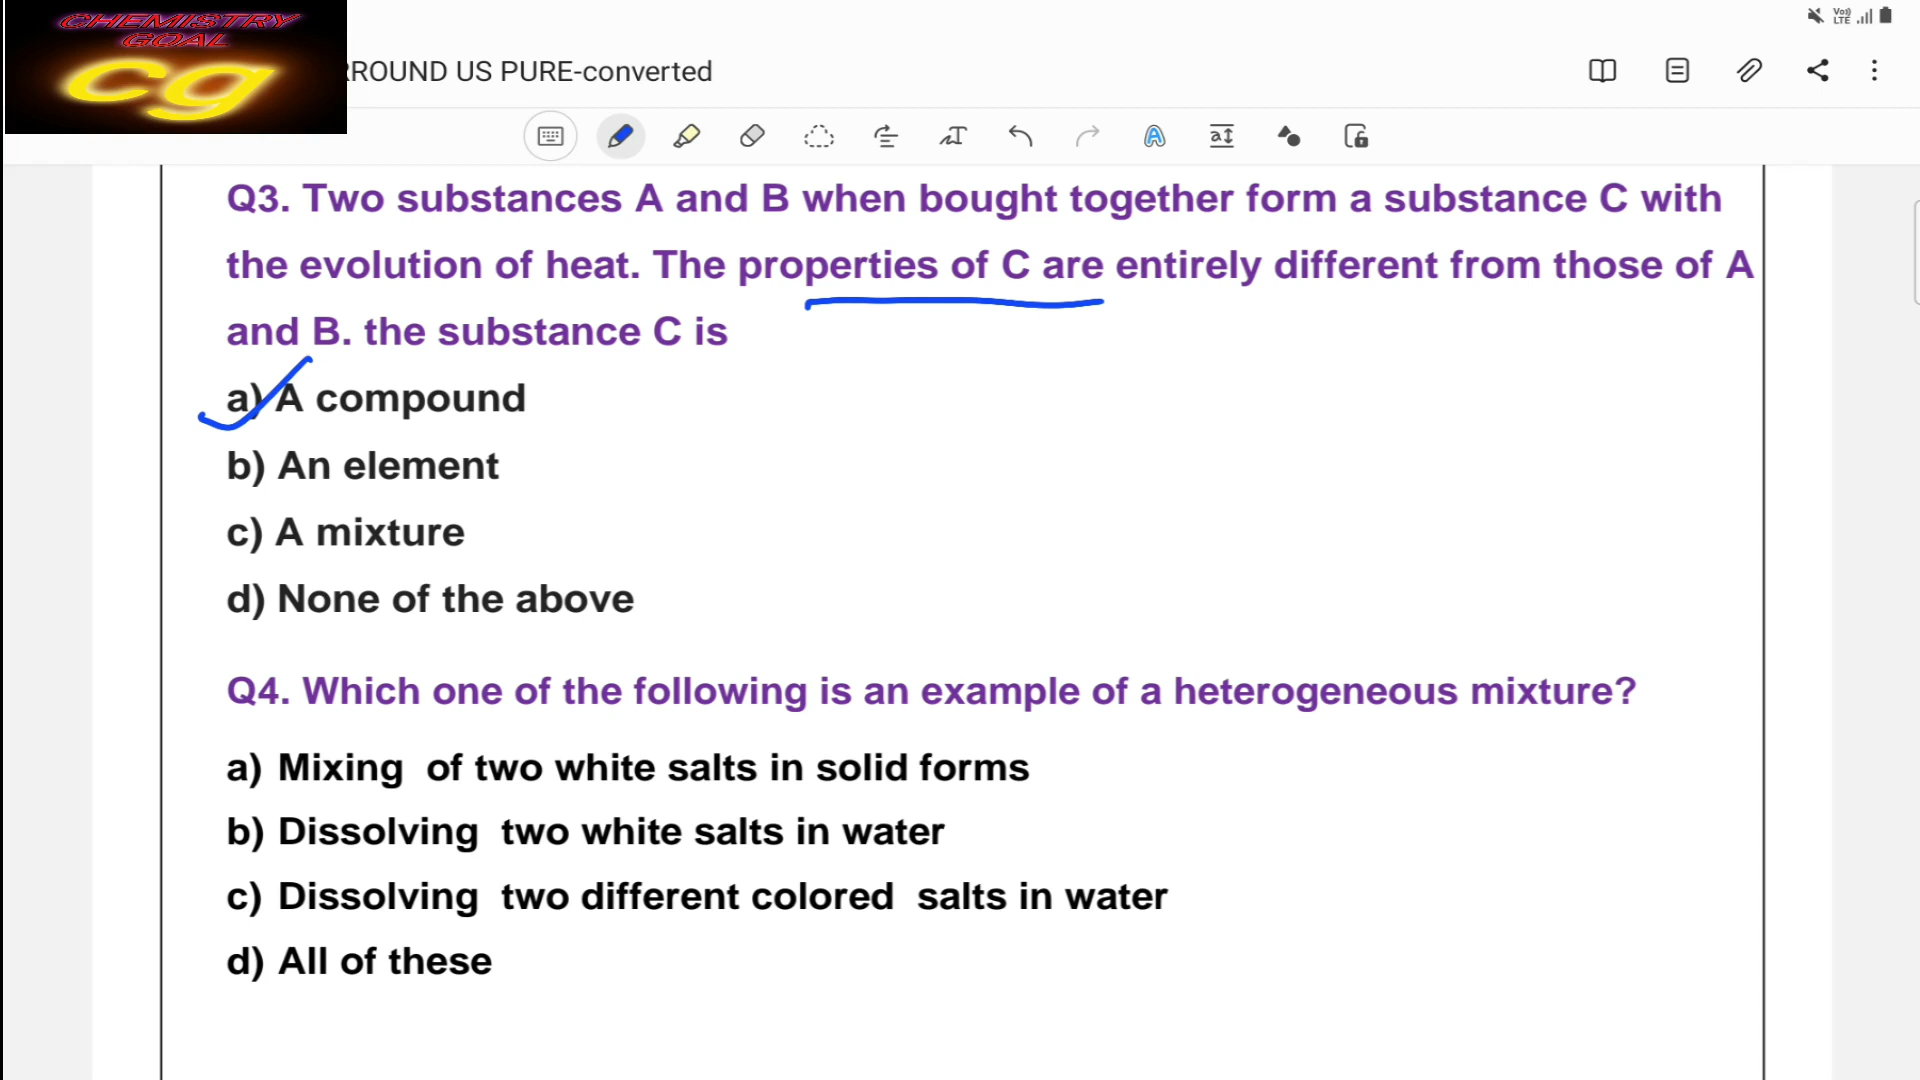 CHEMISTRY
GOAL
cg
RROUND US PURE-converted
Vo))
LTE
Q3. Two substances A and B when bought together form a substance C with
the evolution of heat. The properties of C are entirely different from those of A
and B. the substance C is
a) A compound
b) An element
c) A mixture
d) None of the above
Q4. Which one of the following is an example of a heterogeneous mixture?
a) Mixing of two white salts in solid forms
b) Dissolving two white salts in water
c) Dissolving two different colored salts in water
d) All of these